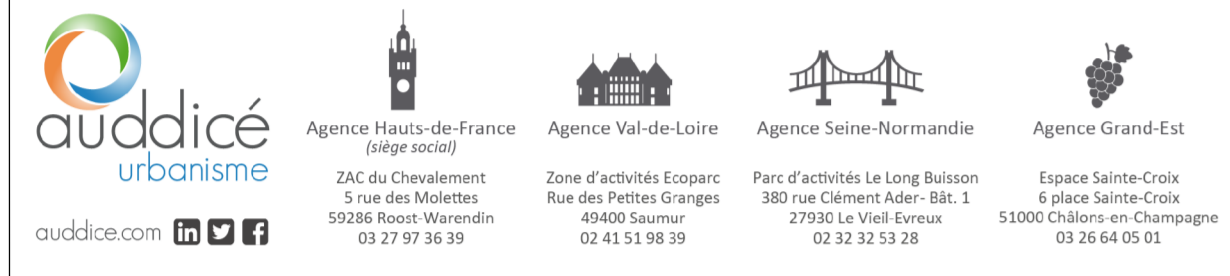 auddicé
urbanisme
auddice.com
Agence Hauts-de-France
(siège social)
ZAC du Chevalement
5 rue des Molettes
59286 Roost-Warendin
03 27 97 36 39
Agence Val-de-Loire
Zone d'activités Ecoparc
Rue des Petites Granges
49400 Saumur
02 41 51 98 39
Agence Seine-Normandie
Parc d'activités Le Long Buisson
380 rue Clément Ader- Bât. 1
27930 Le Vieil-Evreux
02 32 32 53 28
Agence Grand-Est
Espace Sainte-Croix
6 place Sainte-Croix
51000 Châlons-en-Champagne
03 26 64 05 01